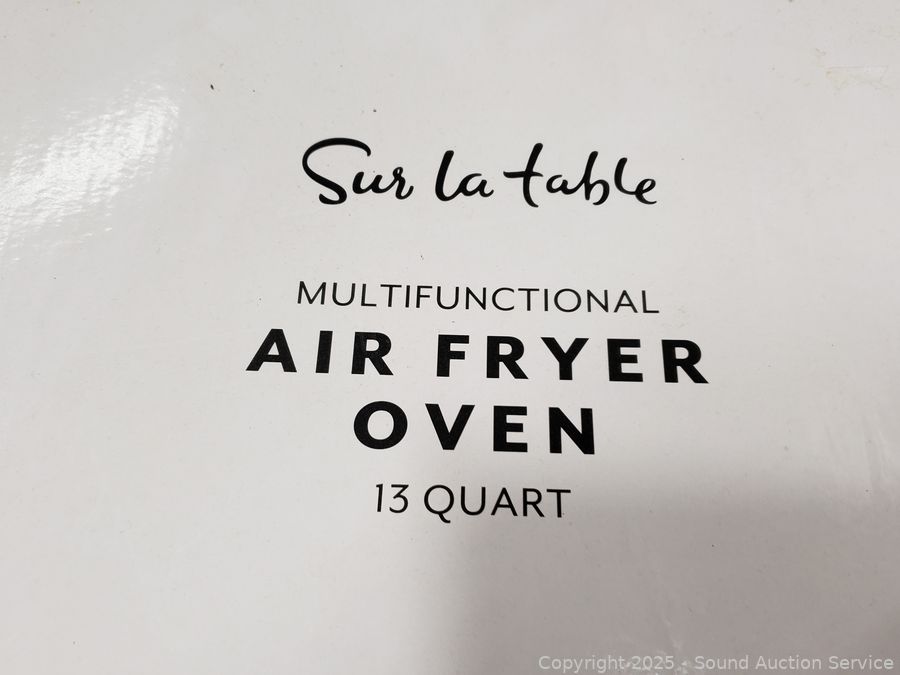 Sur la table
MULTIFUNCTIONAL
AIR FRYER
OVEN
13 QUART
Copyright 2025 - Sound Auction Service